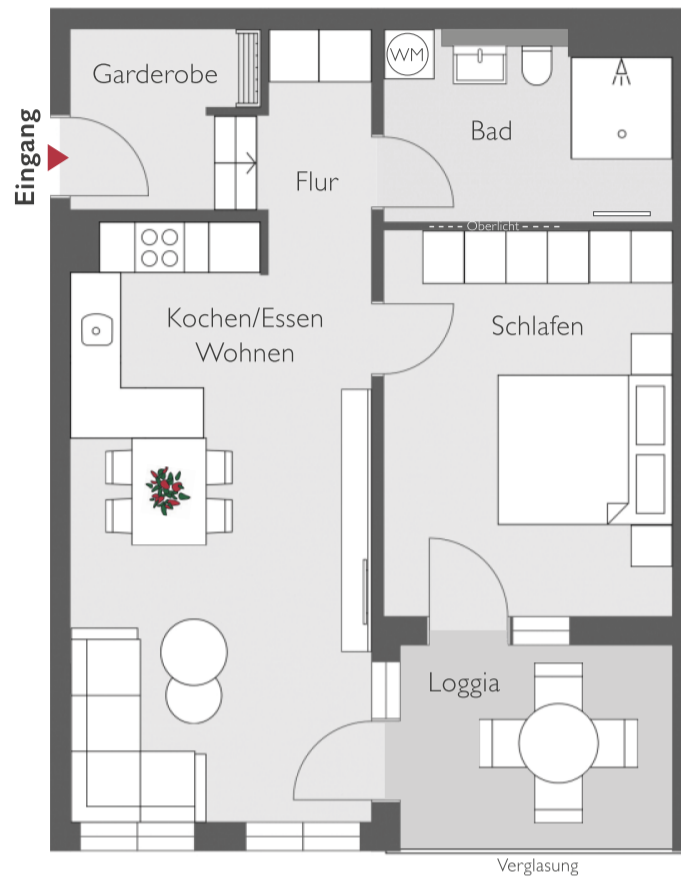 Garderobe
WM
Bad
Eingang
Flur
Oberlicht
Kochen/Essen
Wohnen
Schlafen
Loggia
Verglasung